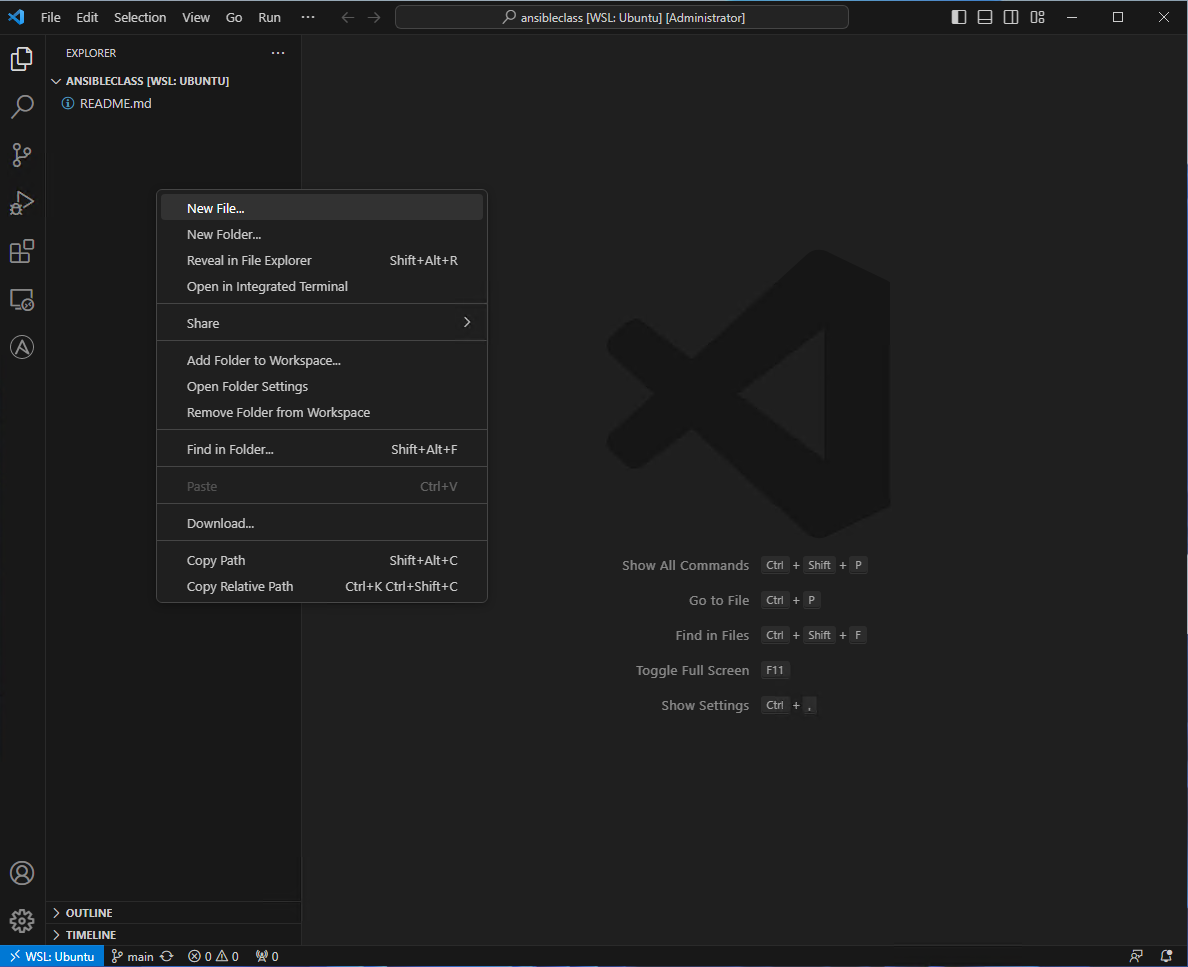 File Edit Selection View Go Run ··· ansibleclass [WSL: Ubuntu] [Administrator]
EXPLORER ···
ANSIBLECLASS [WSL: UBUNTU]
README.md
New File...
New Folder...
Reveal in File Explorer Shift+Alt+R
Open in Integrated Terminal
Share
Add Folder to Workspace...
Open Folder Settings
Remove Folder from Workspace
Find in Folder... Shift+Alt+F
Paste Ctrl+V
Download...
Copy Path Shift+Alt+C
Copy Relative Path Ctrl+K Ctrl+Shift+C
Show All Commands Ctrl + Shift + P
Go to File Ctrl + P
Find in Files Ctrl + Shift + F
Toggle Full Screen F11
Show Settings Ctrl + ,
OUTLINE
TIMELINE
WSL: Ubuntu main 0 0 0